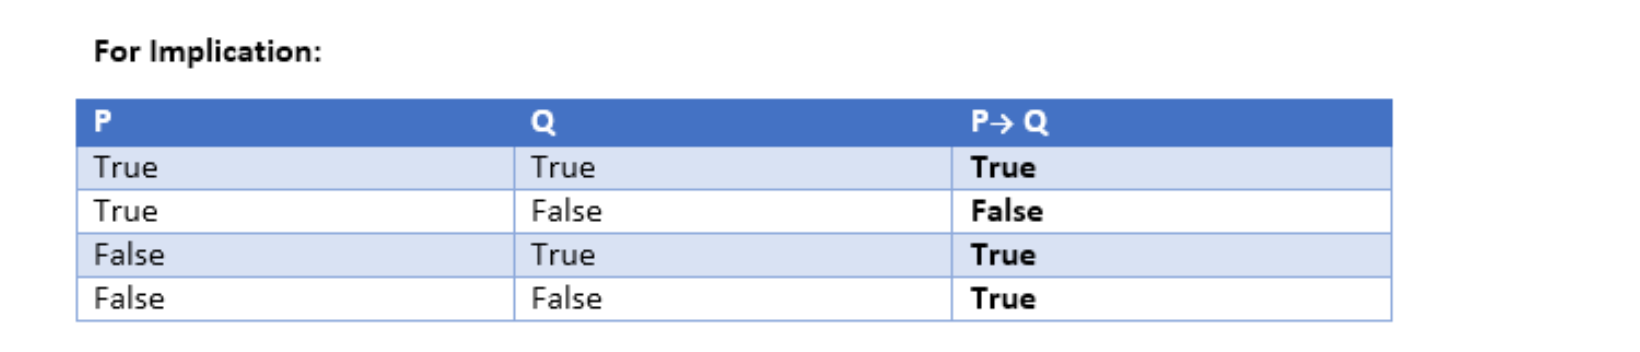 For Implication:
P Q P→ Q
True True True
True False False
False True True
False False True